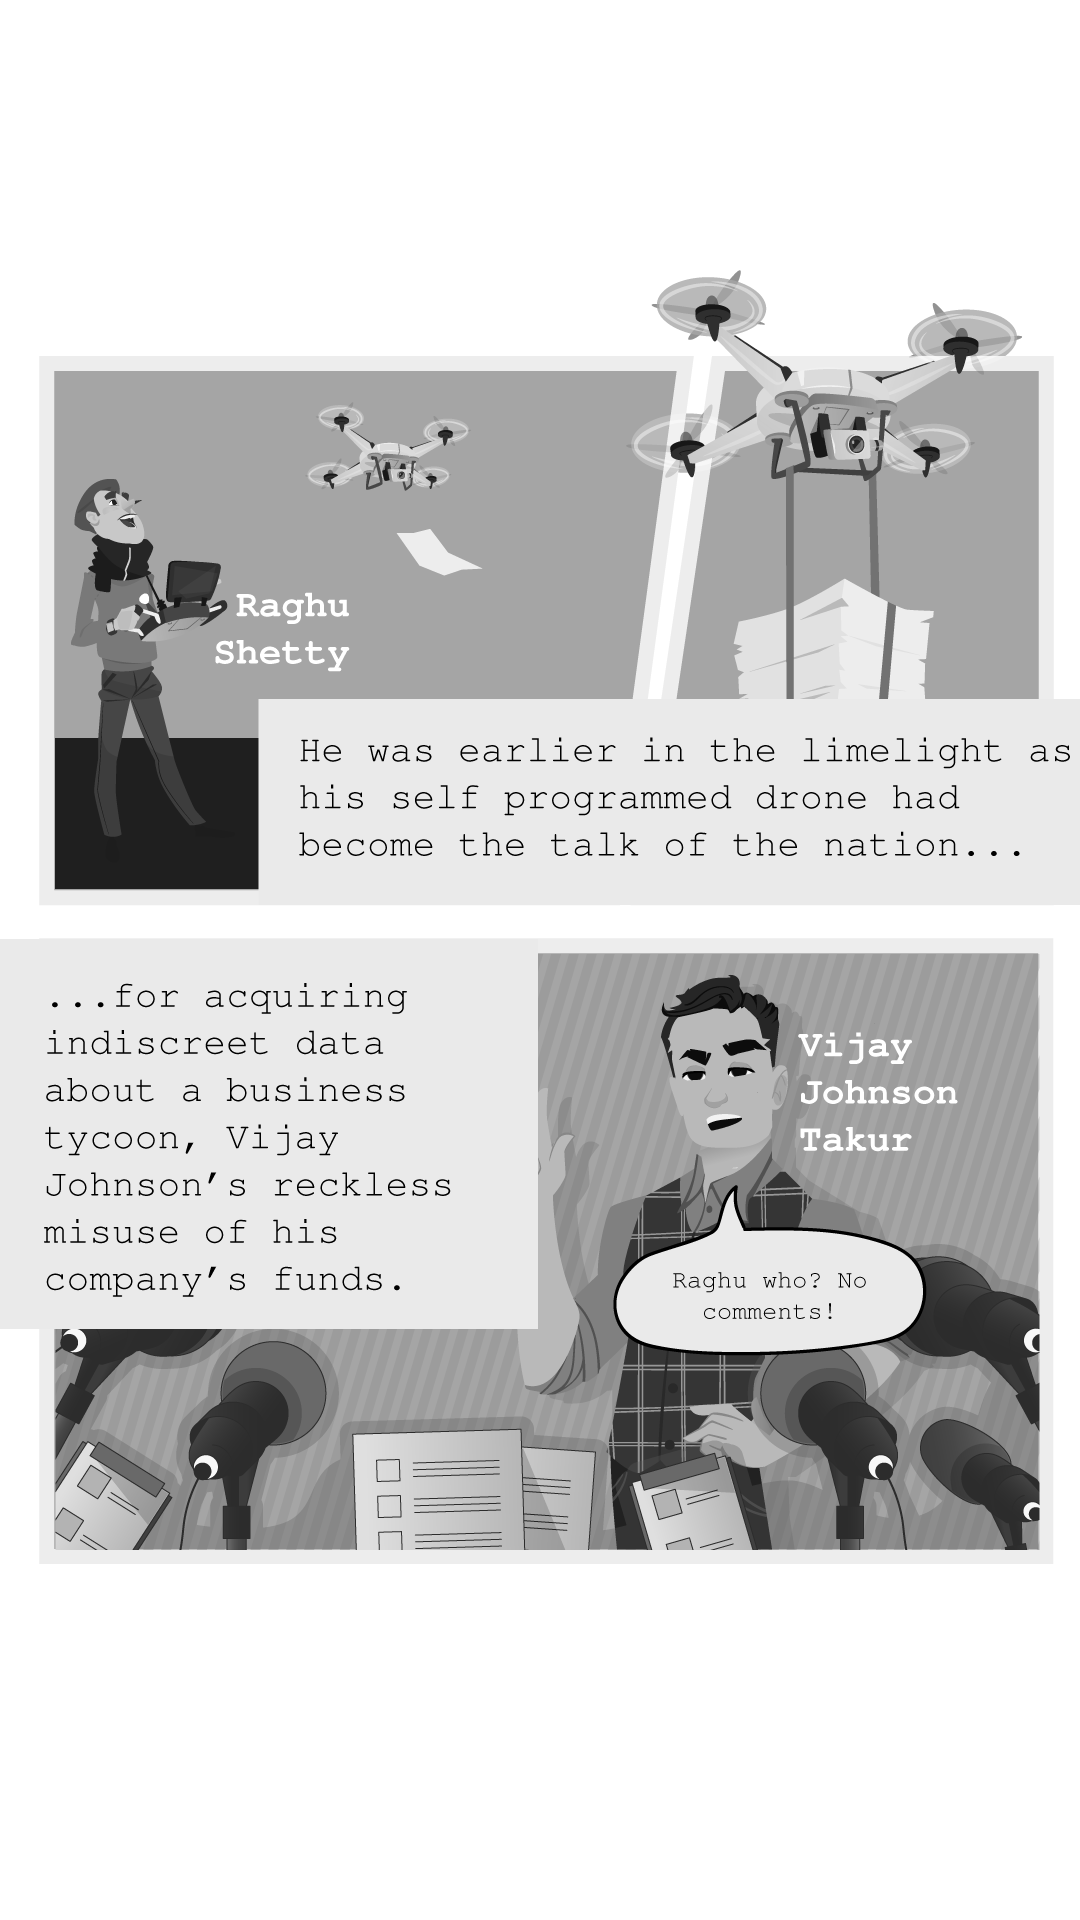 Raghu
Shetty
He was earlier in the limelight as
his self programmed drone had
become the talk of the nation...
...for acquiring
indiscreet data
about a business
tycoon, Vijay
Johnson’s reckless
misuse of his
company’s funds.
Vijay
Johnson
Takur
Raghu who? No
comments!